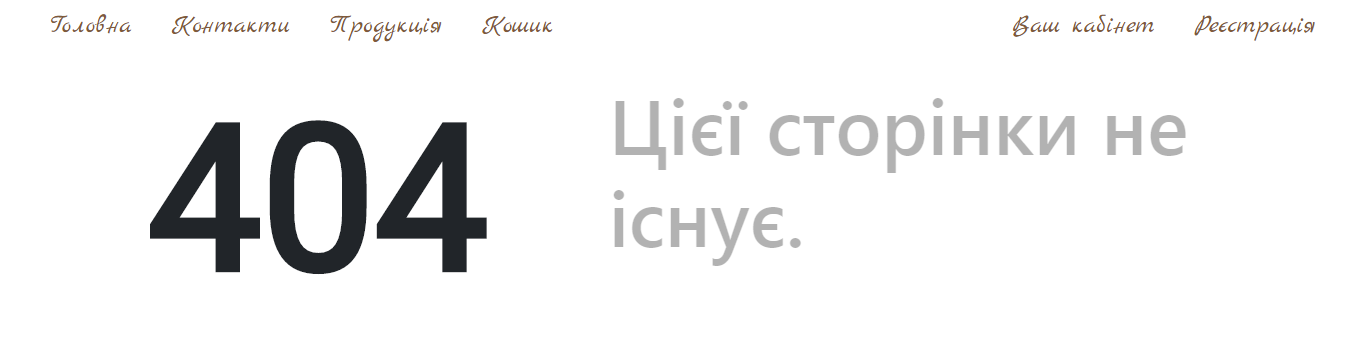 Головна Контакти Продукція Кошик Ваш кабінет Реєстрація
404
Цієї сторінки не
існує.